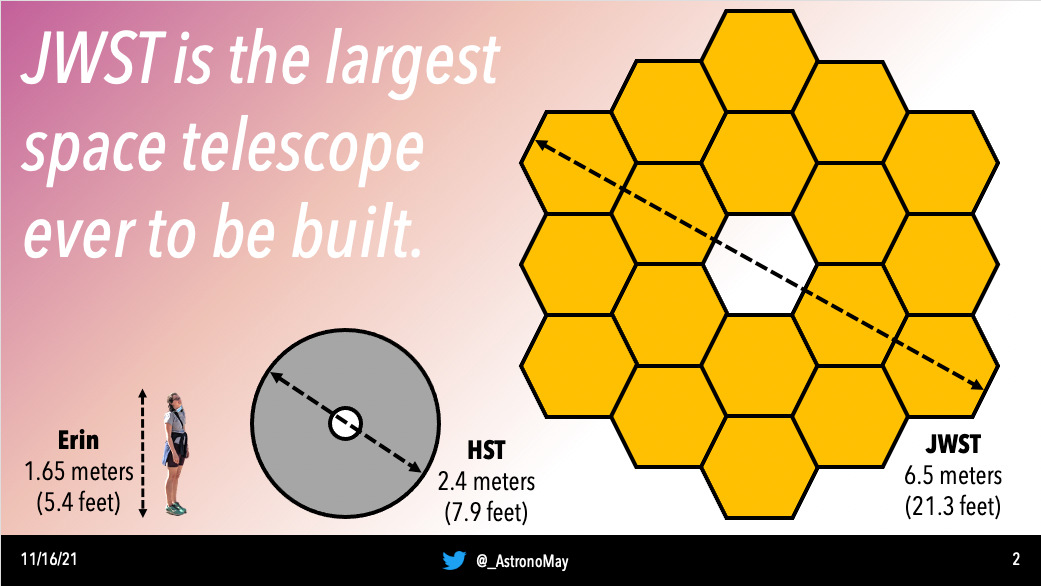 JWST is the largest
space telescope
ever to be built.
Erin
1.65 meters
(5.4 feet)
HST
2.4 meters
(7.9 feet)
JWST
6.5 meters
(21.3 feet)
11/16/21
@_AstronoMay
2